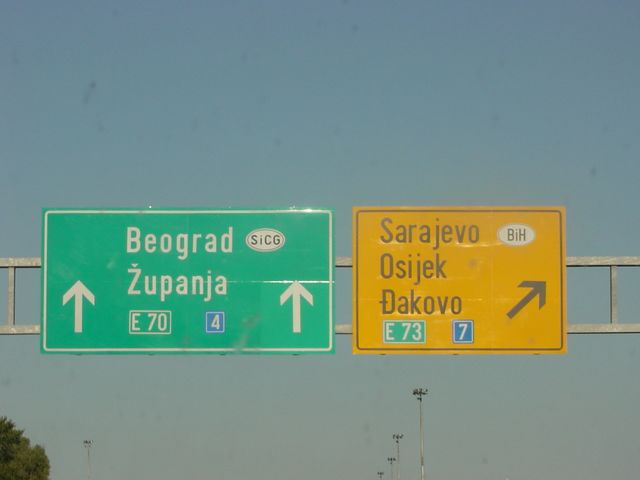 Beograd SiCG
Županja
E 70 4
Sarajevo BiH
Osijek
Đakovo
E 73 7